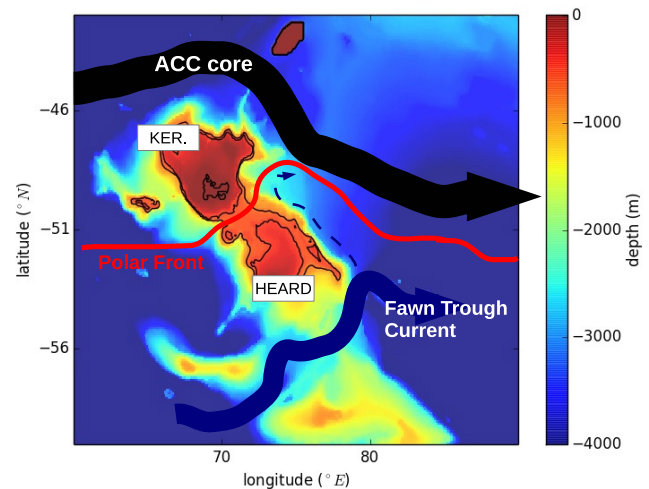 ACC core
KER.
Polar Front
HEARD
Fawn Trough
Current
−46
−51
−56
latitude (°N)
70
80
longitude (°E)
0
−1000
−2000
−3000
−4000
depth (m)